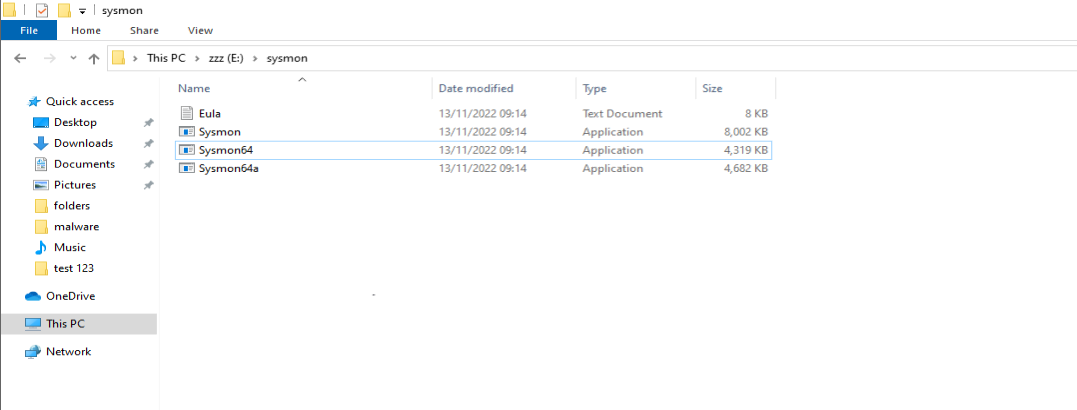 sysmon
File Home Share View
This PC zzz (E:) sysmon
Name Date modified Type Size
Quick access
Desktop
Downloads
Documents
Pictures
folders
malware
Music
test 123
OneDrive
This PC
Network
Eula 13/11/2022 09:14 Text Document 8 KB
Sysmon 13/11/2022 09:14 Application 8,002 KB
Sysmon64 13/11/2022 09:14 Application 4,319 KB
Sysmon64a 13/11/2022 09:14 Application 4,682 KB